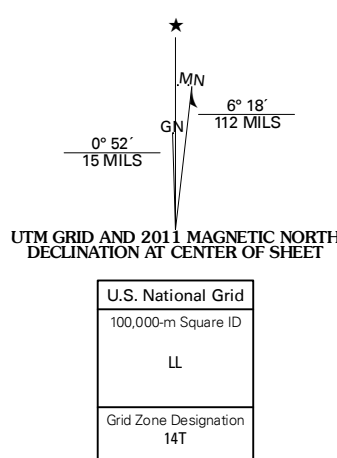 ★
MN
6° 18´
112 MILS
GN
0° 52´
15 MILS
UTM GRID AND 2011 MAGNETIC NORTH
DECLINATION AT CENTER OF SHEET
U.S. National Grid
100,000-m Square ID
LL
Grid Zone Designation
14T